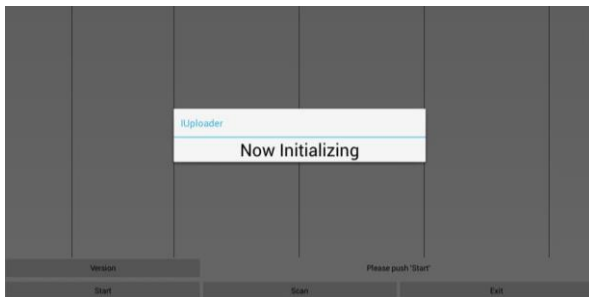 IUploader
Now Initializing
Version
Please push 'Start'
Start
Scan
Exit